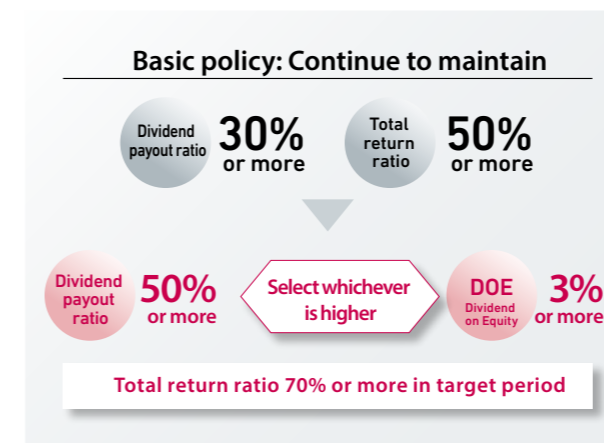 Basic policy: Continue to maintain
Dividend
payout ratio
30%
or more
Total
return
ratio
50%
or more
Dividend
payout
ratio
50%
or more
Select whichever
is higher
DOE
Dividend
on Equity
3%
or more
Total return ratio 70% or more in target period